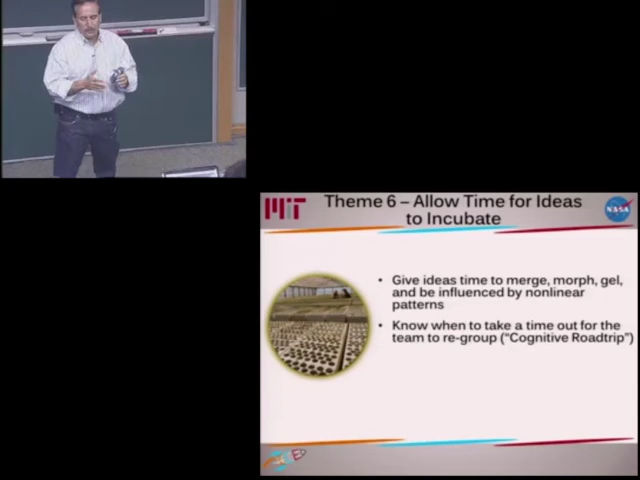 MIT
Theme 6 – Allow Time for Ideas
to Incubate
NASA
• Give ideas time to merge, morph, gel,
and be influenced by nonlinear
patterns
• Know when to take a time out for the
team to re-group ("Cognitive Roadtrip")